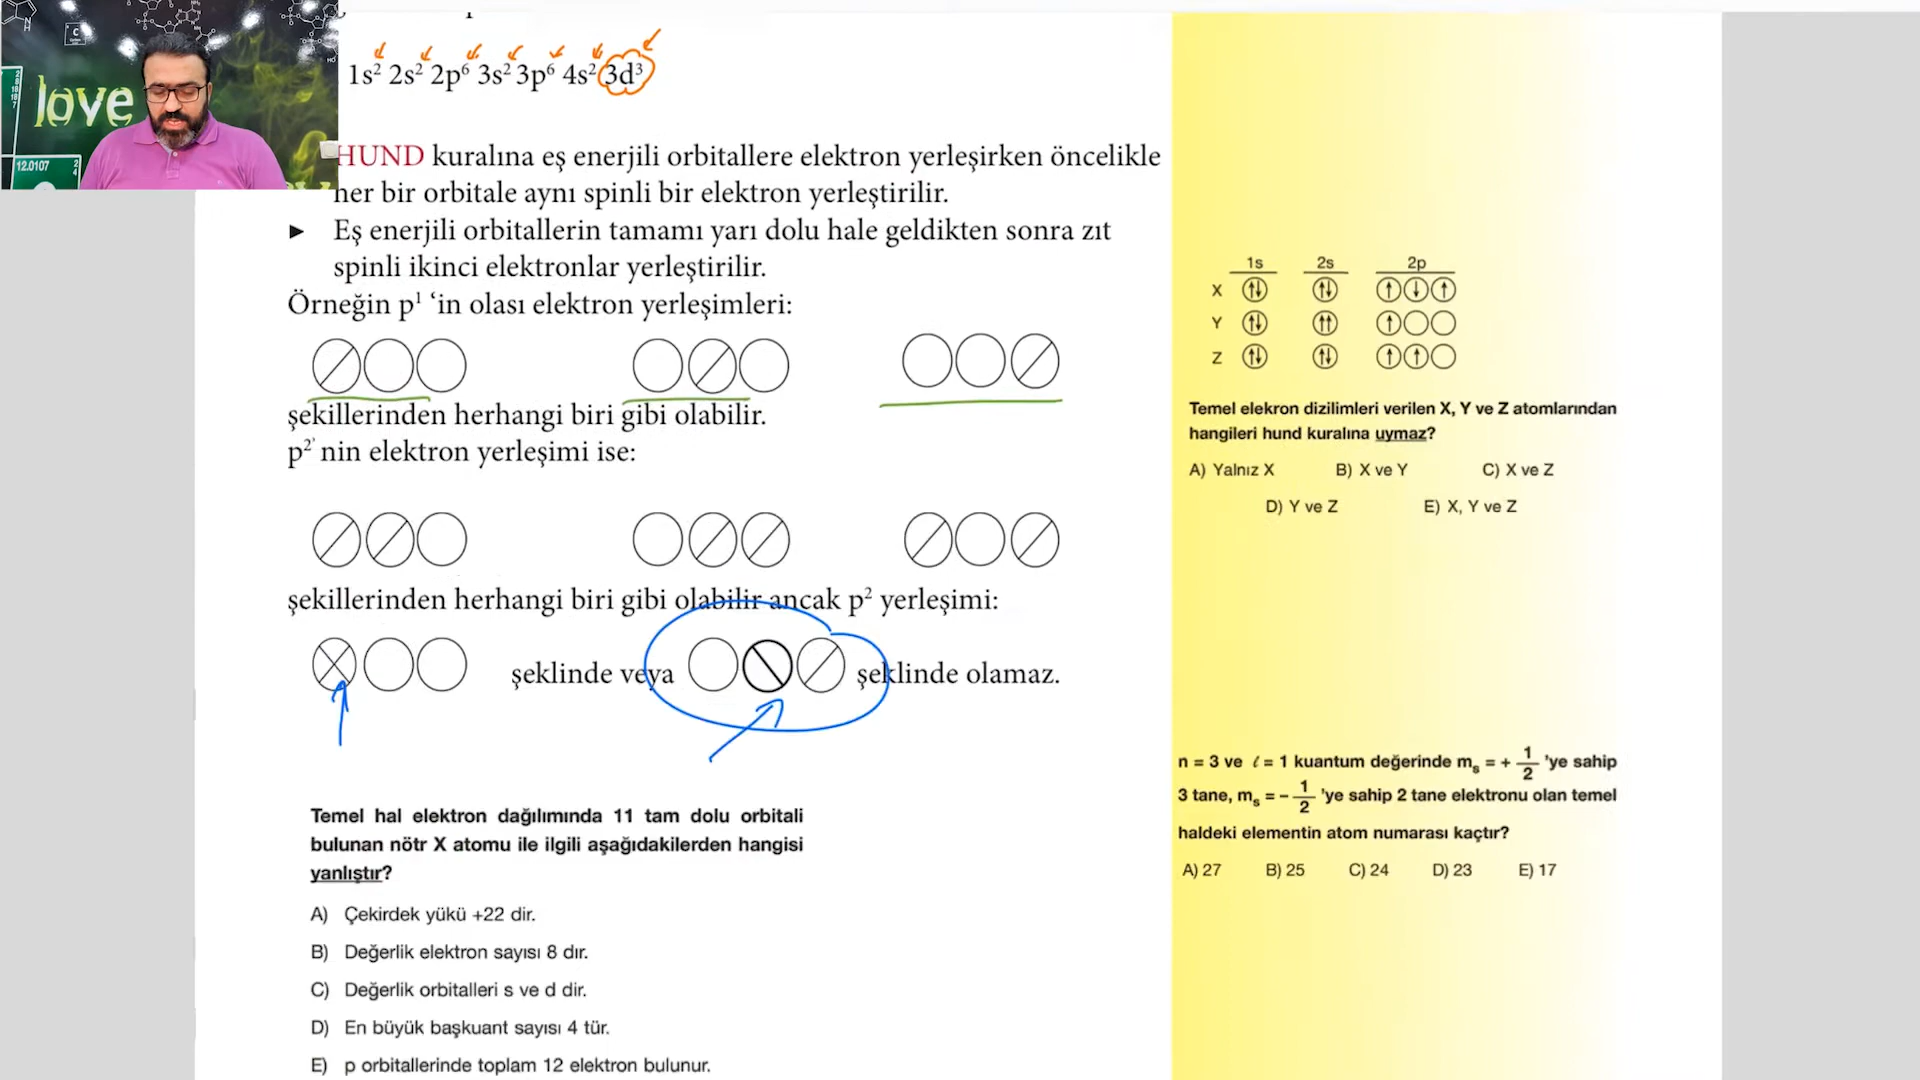 love
12.0107
C
1s² 2s² 2p⁶ 3s² 3p⁶ 4s² 3d³
HUND kuralına eş enerjili orbitallere elektron yerleşirken öncelikle
her bir orbitale aynı spinli bir elektron yerleştirilir.
► Eş enerjili orbitallerin tamamı yarı dolu hale geldikten sonra zıt
spinli ikinci elektronlar yerleştirilir.
Örneğin p¹ ‘in olası elektron yerleşimleri:
şekillerinden herhangi biri gibi olabilir.
p²' nin elektron yerleşimi ise:
şekillerinden herhangi biri gibi olabilir ancak p² yerleşimi:
şeklinde veya şeklinde olamaz.
Temel hal elektron dağılımında 11 tam dolu orbitali
bulunan nötr X atomu ile ilgili aşağıdakilerden hangisi
yanlıştır?
A) Çekirdek yükü +22 dir.
B) Değerlik elektron sayısı 8 dır.
C) Değerlik orbitalleri s ve d dir.
D) En büyük başkuant sayısı 4 tür.
E) p orbitallerinde toplam 12 elektron bulunur.
1s 2s 2p
X ↑↓ ↑↓ ↑ ↓ ↑
Y ↑↓ ↑↑ ↑
Z ↑↓ ↑↓ ↑ ↑
Temel elekron dizilimleri verilen X, Y ve Z atomlarından
hangileri hund kuralına uymaz?
A) Yalnız X B) X ve Y C) X ve Z
D) Y ve Z E) X, Y ve Z
n = 3 ve ℓ = 1 kuantum değerinde mₛ = + 1/2 'ye sahip
3 tane, mₛ = – 1/2 'ye sahip 2 tane elektronu olan temel
haldeki elementin atom numarası kaçtır?
A) 27 B) 25 C) 24 D) 23 E) 17